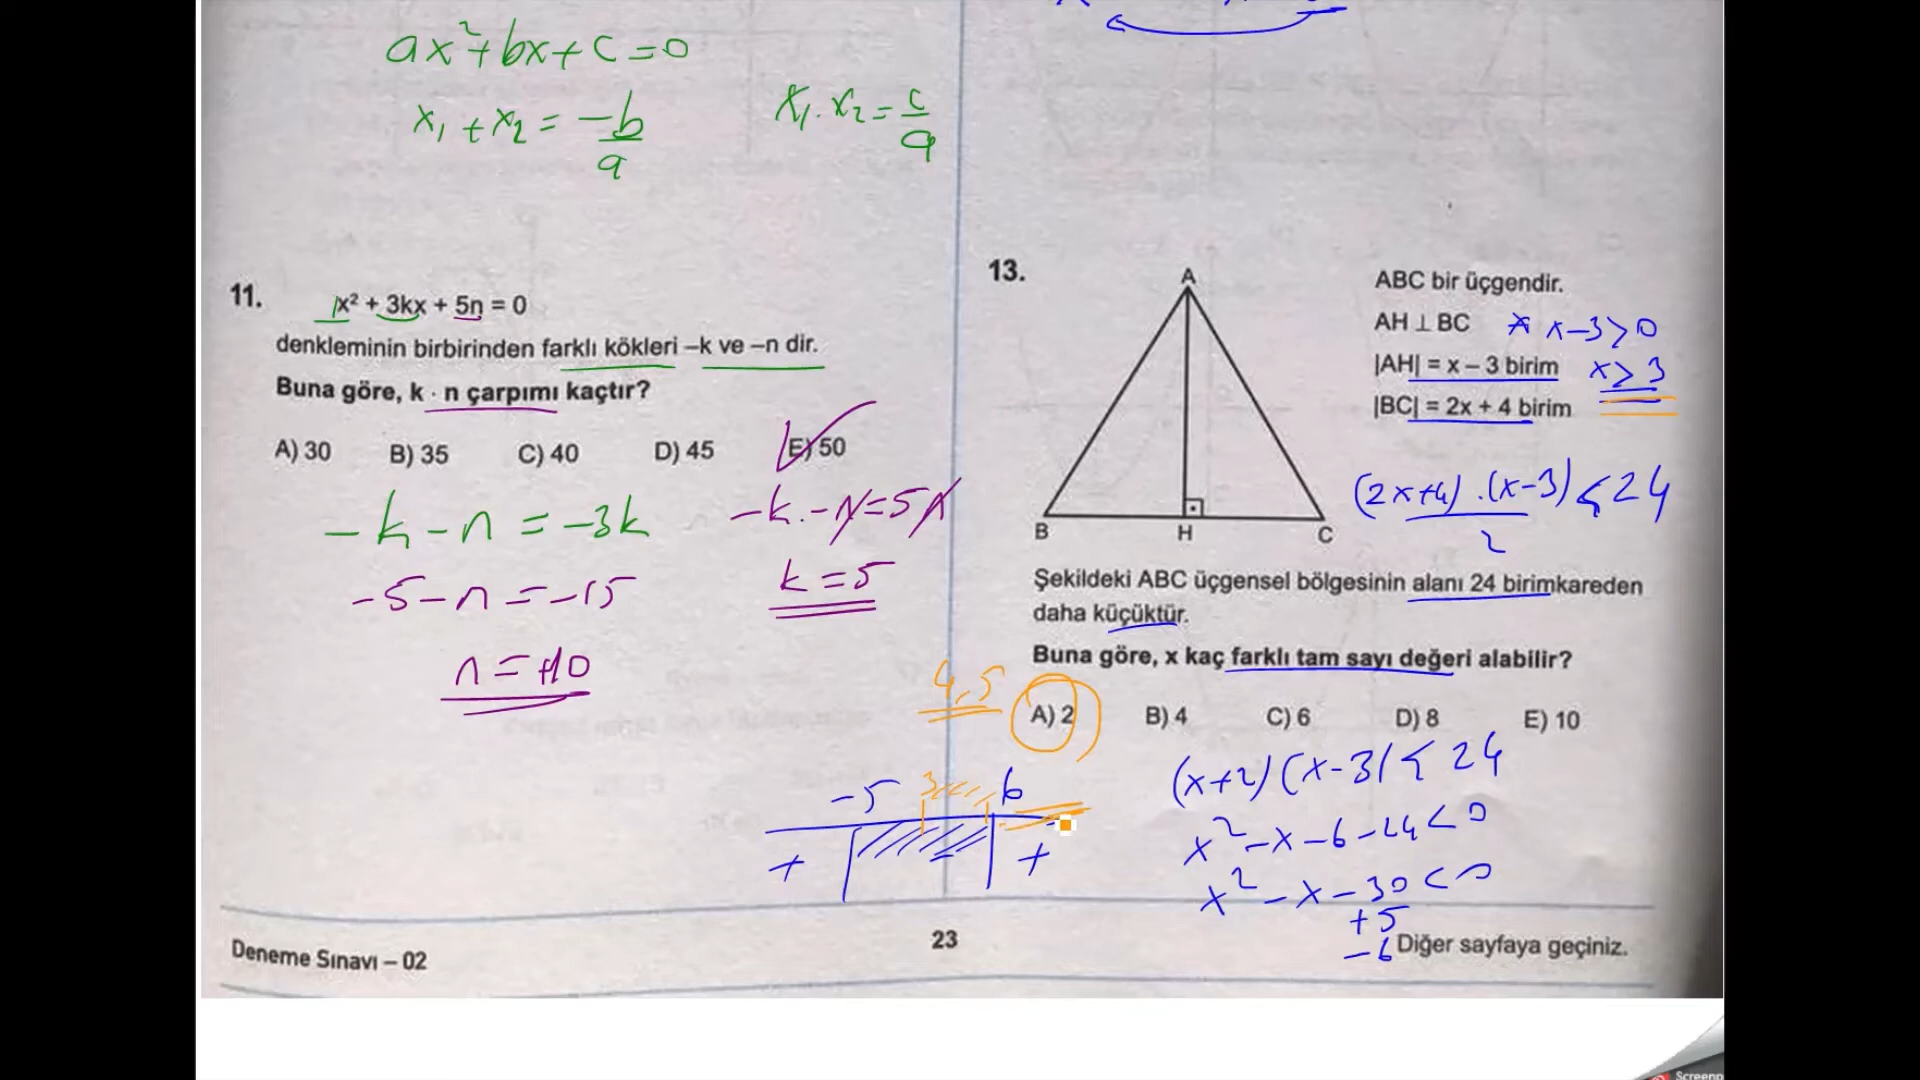 ax²+bx+c=0
x₁+x₂ = -b/a
x₁.x₂ = c/a
11. x² + 3kx + 5n = 0
denkleminin birbirinden farklı kökleri –k ve –n dir.
Buna göre, k · n çarpımı kaçtır?
A) 30 B) 35 C) 40 D) 45 E) 50
-k-n = -3k
-5-n = -15
n = +10
-k.-n = 5n
k = 5
13.
A
B H C
ABC bir üçgendir.
AH ⊥ BC
|AH| = x – 3 birim
|BC| = 2x + 4 birim
x-3>0
x>3
(2x+4).(x-3)/2 < 24
Şekildeki ABC üçgensel bölgesinin alanı 24 birimkareden
daha küçüktür.
Buna göre, x kaç farklı tam sayı değeri alabilir?
4,5
A) 2 B) 4 C) 6 D) 8 E) 10
(x+2)(x-3)<24
x²-x-6-24<0
x²-x-30<0
+5
-6
-5 3 6
+ +
Deneme Sınavı – 02
23
Diğer sayfaya geçiniz.